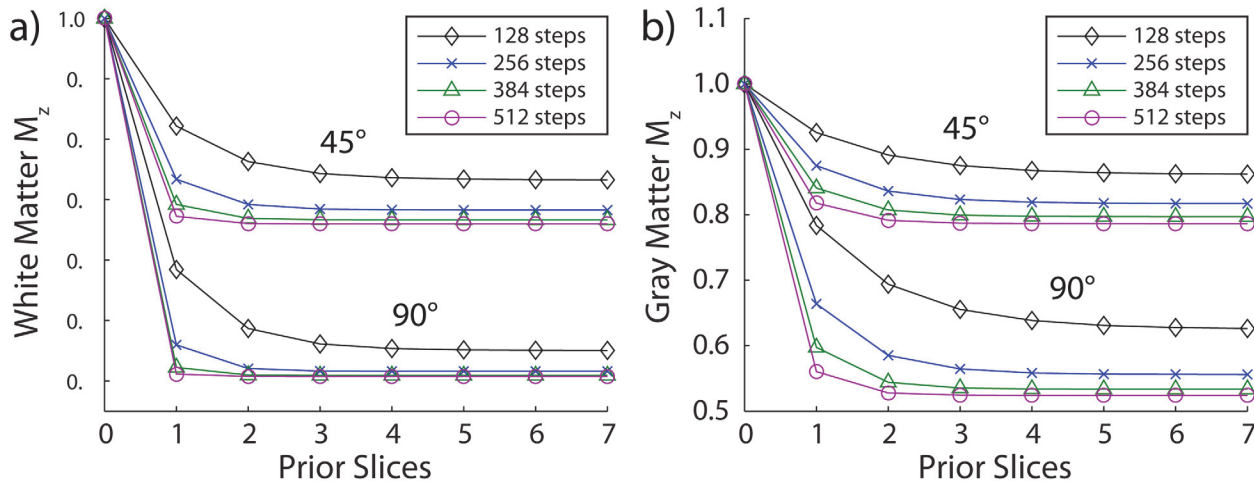 a)
White Matter M_z
1.0
0.
0.
0.
0.
0.
0.
0 1 2 3 4 5 6 7
Prior Slices
128 steps
256 steps
384 steps
512 steps
45°
90°
b)
Gray Matter M_z
1.1
1.0
0.9
0.8
0.7
0.6
0.5
0 1 2 3 4 5 6 7
Prior Slices
128 steps
256 steps
384 steps
512 steps
45°
90°